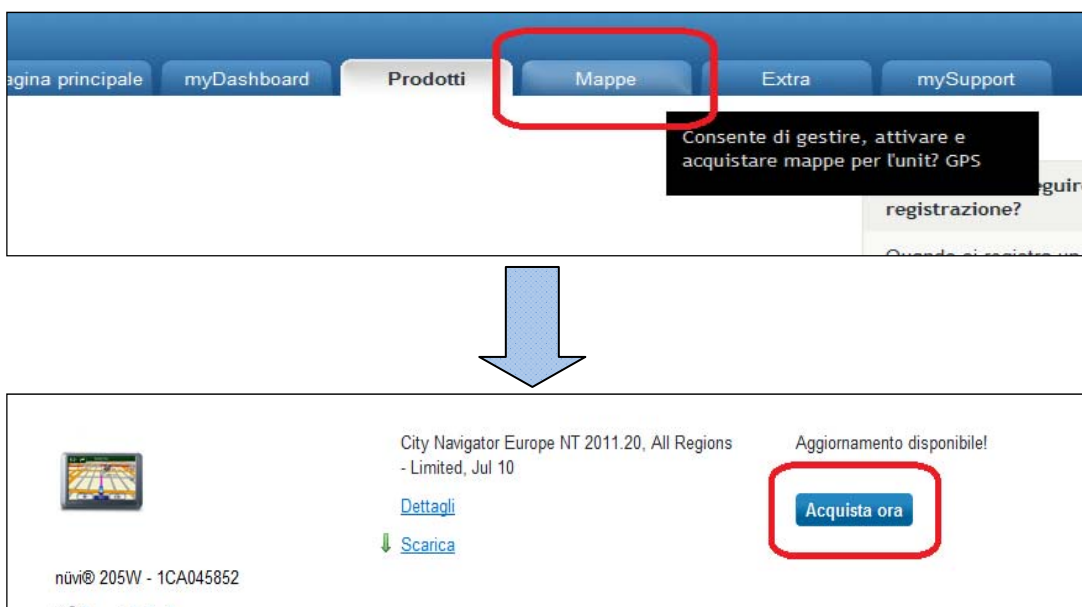 agina principale myDashboard Prodotti Mappe Extra mySupport
Consente di gestire, attivare e
acquistare mappe per l'unit? GPS
eguire
registrazione?
City Navigator Europe NT 2011.20, All Regions
- Limited, Jul 10
Aggiornamento disponibile!
Dettagli
Acquista ora
Scarica
nüvi® 205W - 1CA045852